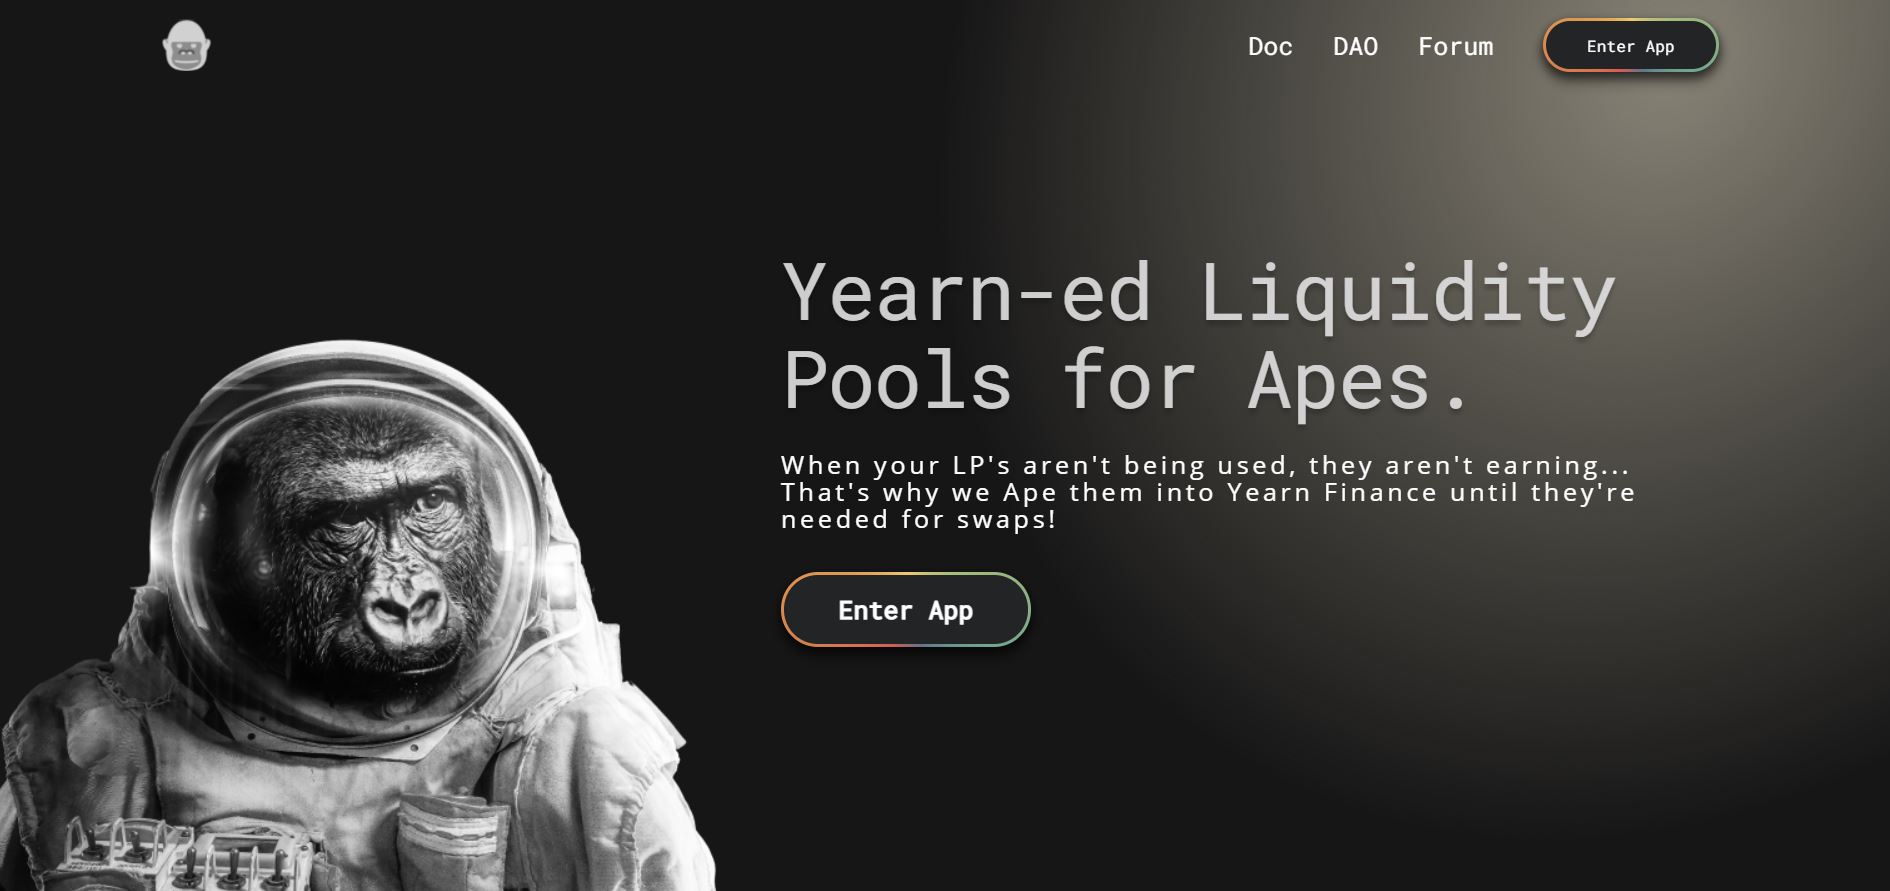 Doc DAO Forum Enter App
Yearn-ed Liquidity
Pools for Apes.
When your LP's aren't being used, they aren't earning...
That's why we Ape them into Yearn Finance until they're
needed for swaps!
Enter App